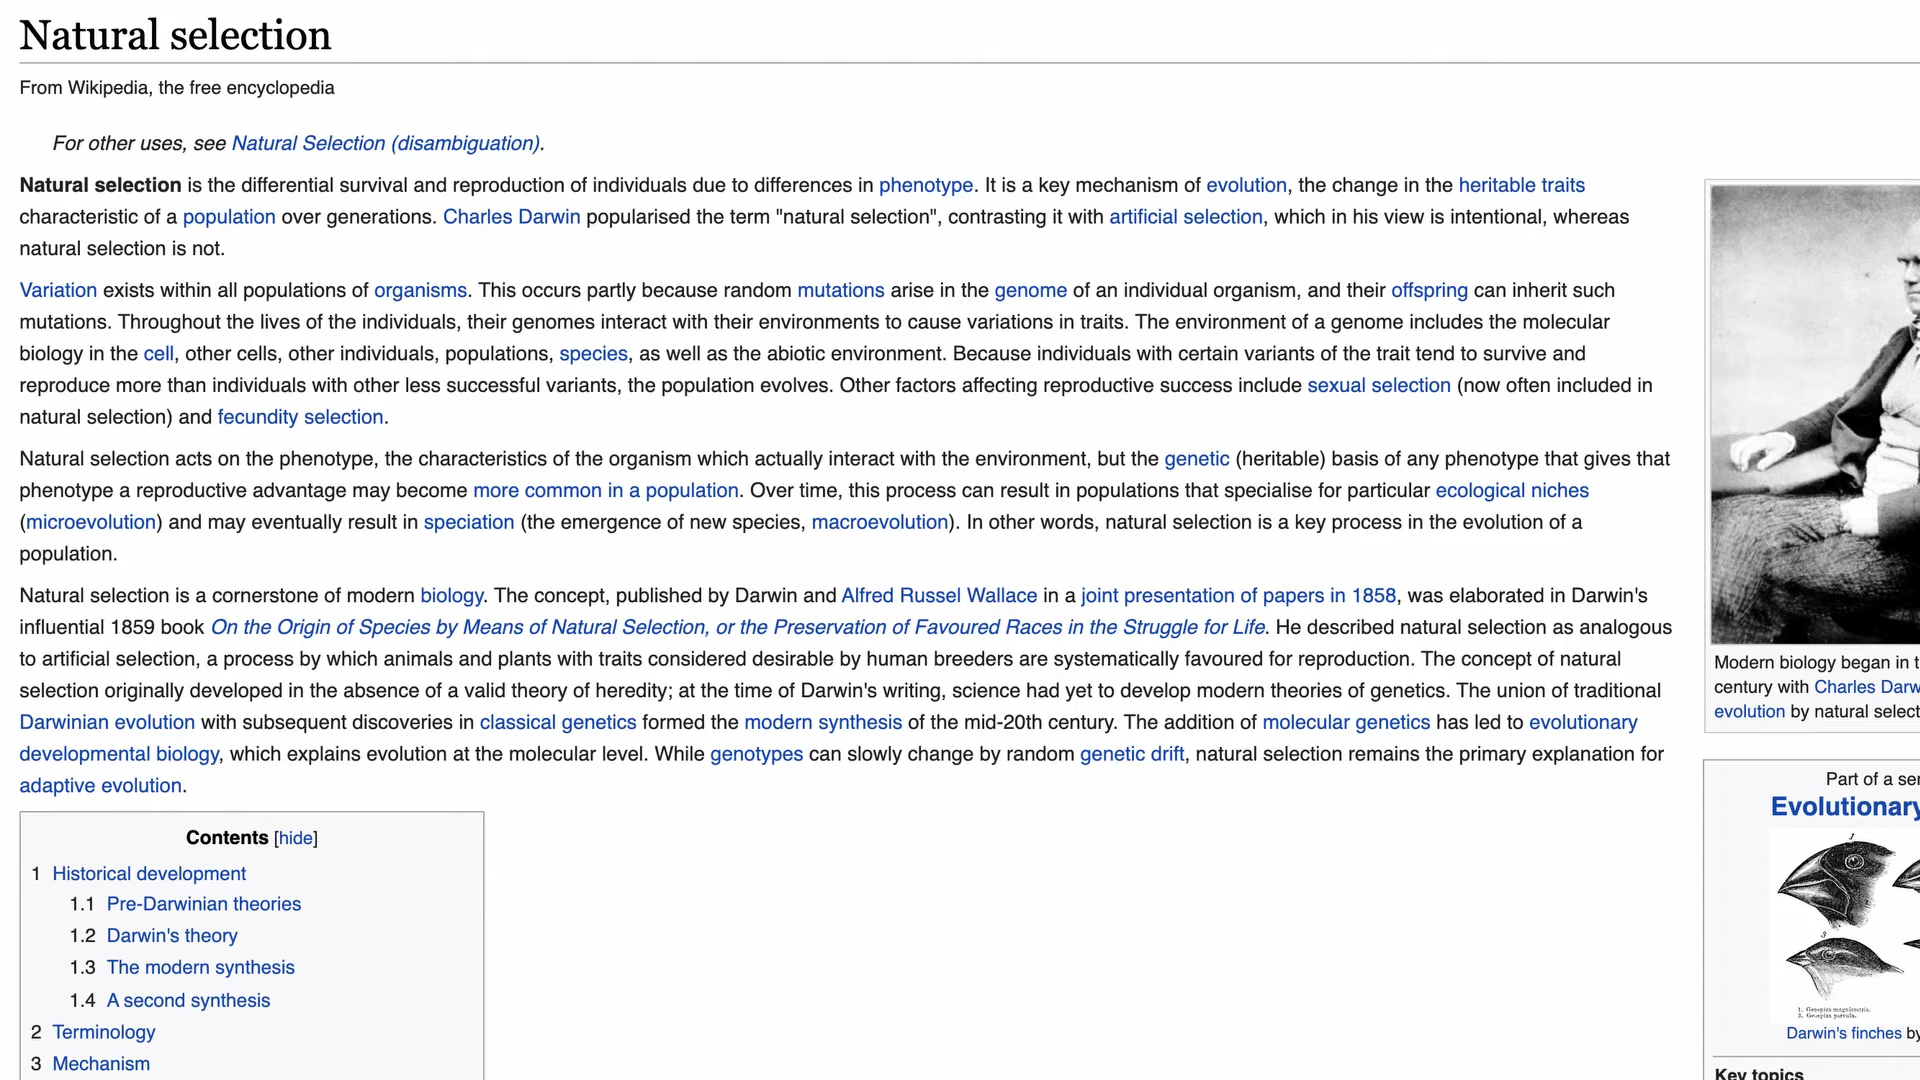 Natural selection
From Wikipedia, the free encyclopedia
For other uses, see Natural Selection (disambiguation).
Natural selection is the differential survival and reproduction of individuals due to differences in phenotype. It is a key mechanism of evolution, the change in the heritable traits
characteristic of a population over generations. Charles Darwin popularised the term "natural selection", contrasting it with artificial selection, which in his view is intentional, whereas
natural selection is not.
Variation exists within all populations of organisms. This occurs partly because random mutations arise in the genome of an individual organism, and their offspring can inherit such
mutations. Throughout the lives of the individuals, their genomes interact with their environments to cause variations in traits. The environment of a genome includes the molecular
biology in the cell, other cells, other individuals, populations, species, as well as the abiotic environment. Because individuals with certain variants of the trait tend to survive and
reproduce more than individuals with other less successful variants, the population evolves. Other factors affecting reproductive success include sexual selection (now often included in
natural selection) and fecundity selection.
Natural selection acts on the phenotype, the characteristics of the organism which actually interact with the environment, but the genetic (heritable) basis of any phenotype that gives that
phenotype a reproductive advantage may become more common in a population. Over time, this process can result in populations that specialise for particular ecological niches
(microevolution) and may eventually result in speciation (the emergence of new species, macroevolution). In other words, natural selection is a key process in the evolution of a
population.
Natural selection is a cornerstone of modern biology. The concept, published by Darwin and Alfred Russel Wallace in a joint presentation of papers in 1858, was elaborated in Darwin's
influential 1859 book On the Origin of Species by Means of Natural Selection, or the Preservation of Favoured Races in the Struggle for Life. He described natural selection as analogous
to artificial selection, a process by which animals and plants with traits considered desirable by human breeders are systematically favoured for reproduction. The concept of natural
selection originally developed in the absence of a valid theory of heredity; at the time of Darwin's writing, science had yet to develop modern theories of genetics. The union of traditional
Darwinian evolution with subsequent discoveries in classical genetics formed the modern synthesis of the mid-20th century. The addition of molecular genetics has led to evolutionary
developmental biology, which explains evolution at the molecular level. While genotypes can slowly change by random genetic drift, natural selection remains the primary explanation for
adaptive evolution.
Contents [hide]
1 Historical development
1.1 Pre-Darwinian theories
1.2 Darwin's theory
1.3 The modern synthesis
1.4 A second synthesis
2 Terminology
3 Mechanism
Modern biology began in t
century with Charles Darw
evolution by natural select
Part of a ser
Evolutionary
1
3
1. Geospiza magnirostris.
3. Geospiza parvula.
Darwin's finches by
Key topics